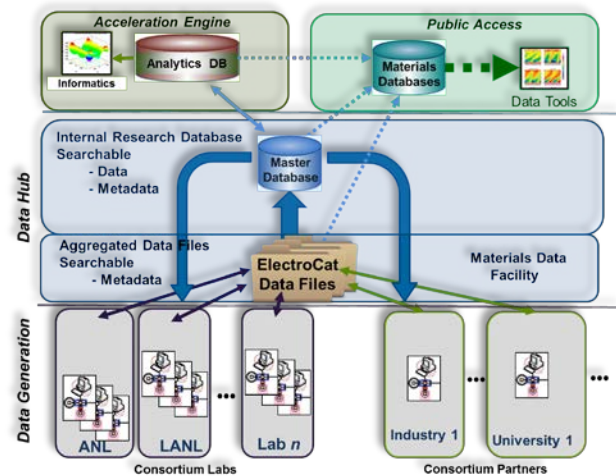 Acceleration Engine
Public Access
Analytics DB
Informatics
Materials
Databases
Data Tools
Data Hub
Internal Research Database
Searchable
- Data
- Metadata
Master
Database
Aggregated Data Files
Searchable
- Metadata
ElectroCat
Data Files
Materials Data
Facility
Data Generation
ANL
LANL
...
Lab n
Industry 1
...
University 1
...
Consortium Labs
Consortium Partners